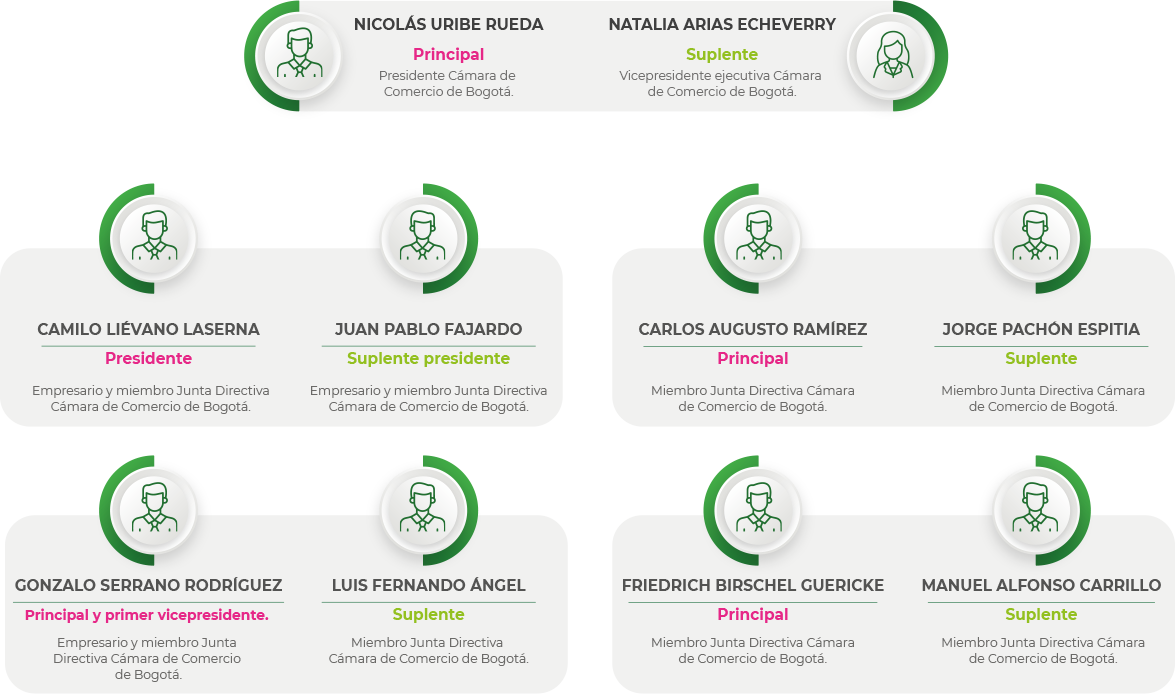 NICOLÁS URIBE RUEDA
Principal
Presidente Cámara de
Comercio de Bogotá.
NATALIA ARIAS ECHEVERRY
Suplente
Vicepresidente ejecutiva Cámara
de Comercio de Bogotá.
CAMILO LIÉVANO LASERNA
Presidente
Empresario y miembro Junta Directiva
Cámara de Comercio de Bogotá.
JUAN PABLO FAJARDO
Suplente presidente
Empresario y miembro Junta Directiva
Cámara de Comercio de Bogotá.
CARLOS AUGUSTO RAMÍREZ
Principal
Miembro Junta Directiva Cámara
de Comercio de Bogotá.
JORGE PACHÓN ESPITIA
Suplente
Miembro Junta Directiva Cámara
de Comercio de Bogotá.
GONZALO SERRANO RODRÍGUEZ
Principal y primer vicepresidente.
Empresario y miembro Junta
Directiva Cámara de Comercio
de Bogotá.
LUIS FERNANDO ÁNGEL
Suplente
Miembro Junta Directiva
Cámara de Comercio de Bogotá.
FRIEDRICH BIRSCHEL GUERICKE
Principal
Miembro Junta Directiva Cámara
de Comercio de Bogotá.
MANUEL ALFONSO CARRILLO
Suplente
Miembro Junta Directiva Cámara
de Comercio de Bogotá.